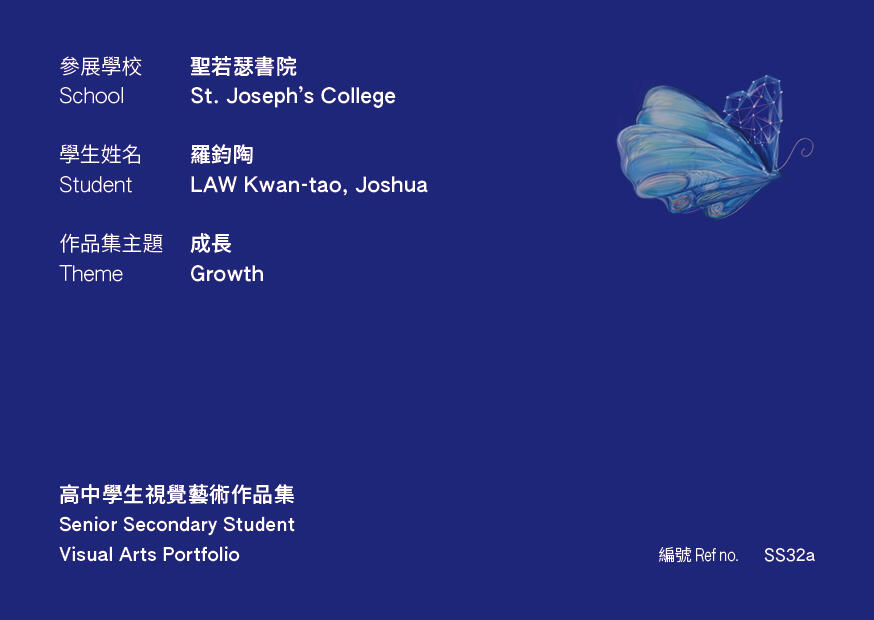 參展學校 聖若瑟書院
School St. Joseph’s College
學生姓名 羅鈞陶
Student LAW Kwan-tao, Joshua
作品集主題 成長
Theme Growth
高中學生視覺藝術作品集
Senior Secondary Student
Visual Arts Portfolio
編號 Ref no. SS32a